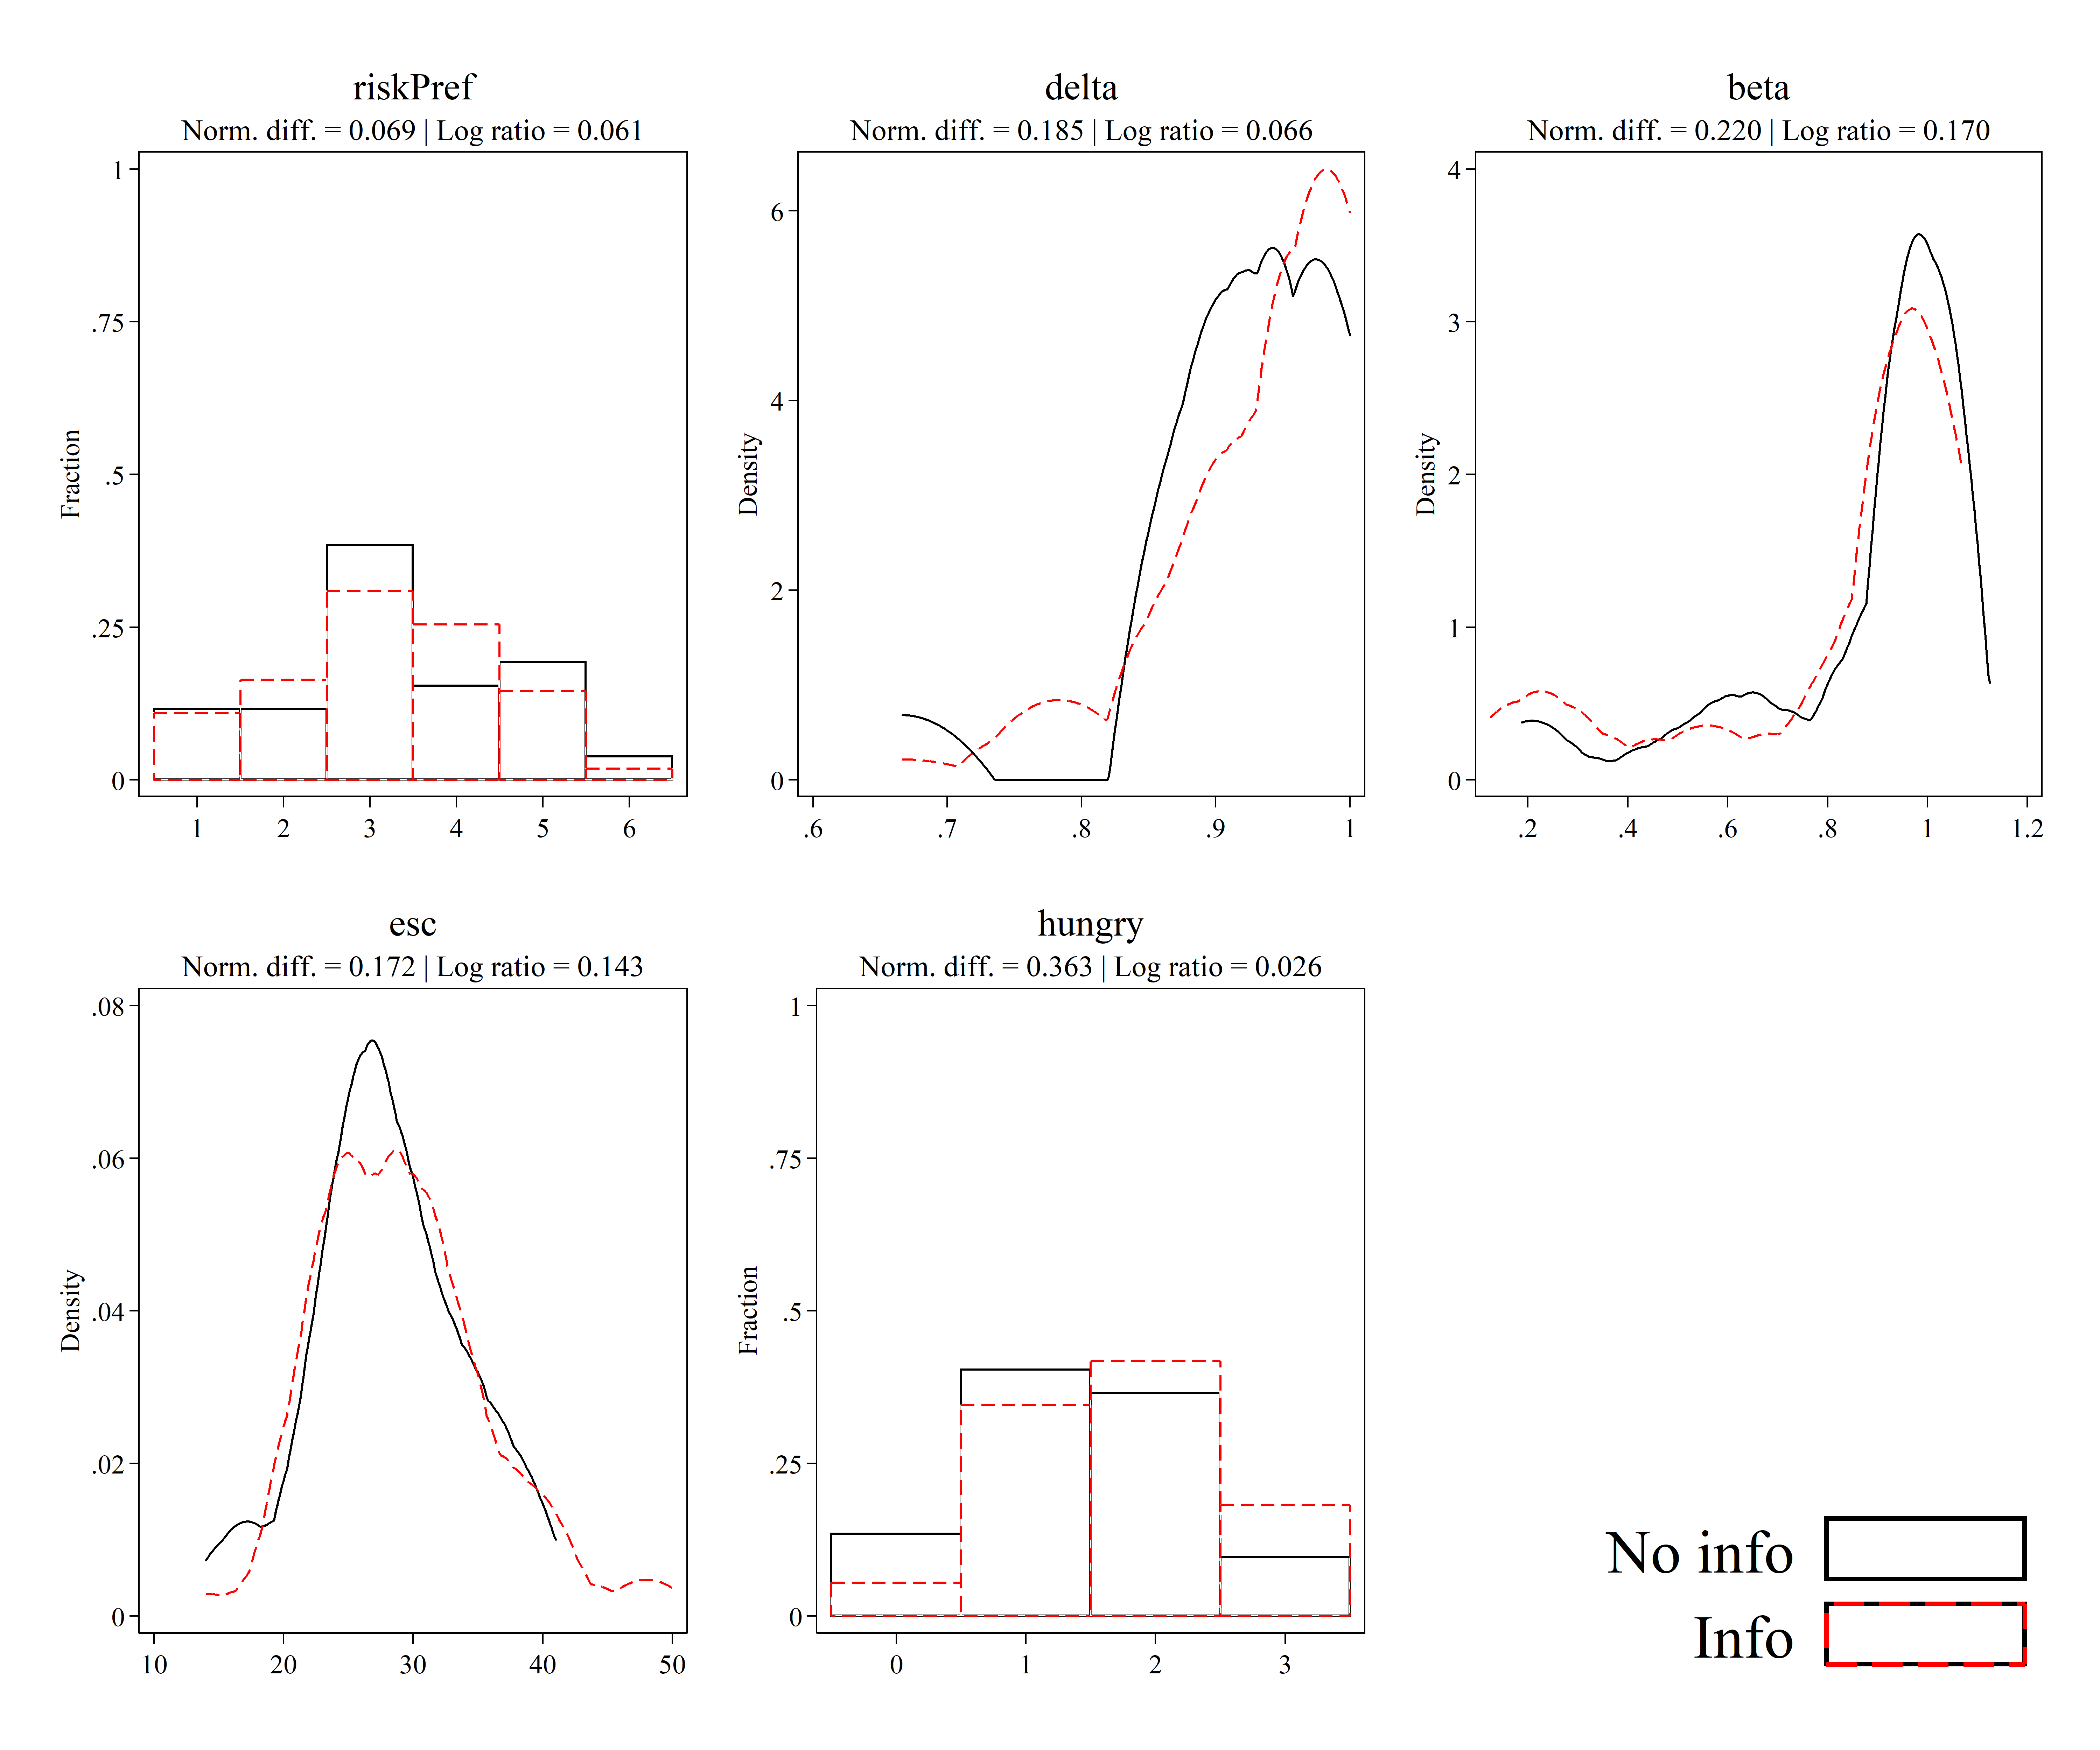 riskPref
Norm. diff. = 0.069 | Log ratio = 0.061
Fraction
1
.75
.5
.25
0
1 2 3 4 5 6
delta
Norm. diff. = 0.185 | Log ratio = 0.066
Density
6
4
2
0
.6 .7 .8 .9 1
beta
Norm. diff. = 0.220 | Log ratio = 0.170
Density
4
3
2
1
0
.2 .4 .6 .8 1 1.2
esc
Norm. diff. = 0.172 | Log ratio = 0.143
Density
.08
.06
.04
.02
0
10 20 30 40 50
hungry
Norm. diff. = 0.363 | Log ratio = 0.026
Fraction
1
.75
.5
.25
0
0 1 2 3
No info
Info